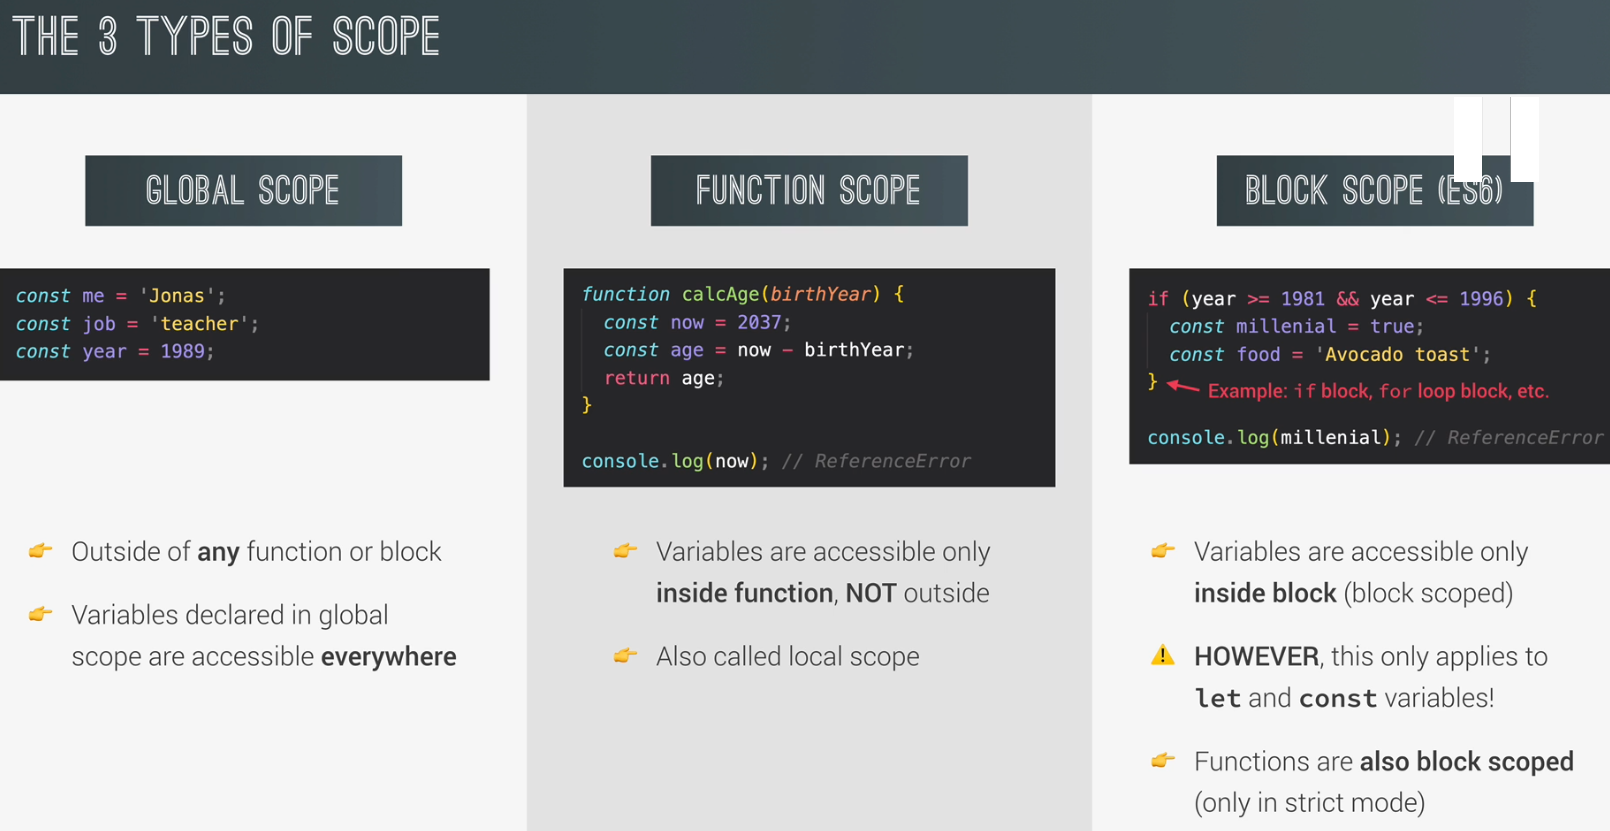 THE 3 TYPES OF SCOPE
GLOBAL SCOPE
const me = 'Jonas';
const job = 'teacher';
const year = 1989;
Outside of any function or block
Variables declared in global
scope are accessible everywhere
FUNCTION SCOPE
function calcAge(birthYear) {
  const now = 2037;
  const age = now − birthYear;
  return age;
}
console.log(now); // ReferenceError
Variables are accessible only
inside function, NOT outside
Also called local scope
BLOCK SCOPE (ES6)
if (year >= 1981 && year <= 1996) {
  const millenial = true;
  const food = 'Avocado toast';
} Example: if block, for loop block, etc.
console.log(millenial); // ReferenceError
Variables are accessible only
inside block (block scoped)
HOWEVER, this only applies to
let and const variables!
Functions are also block scoped
(only in strict mode)